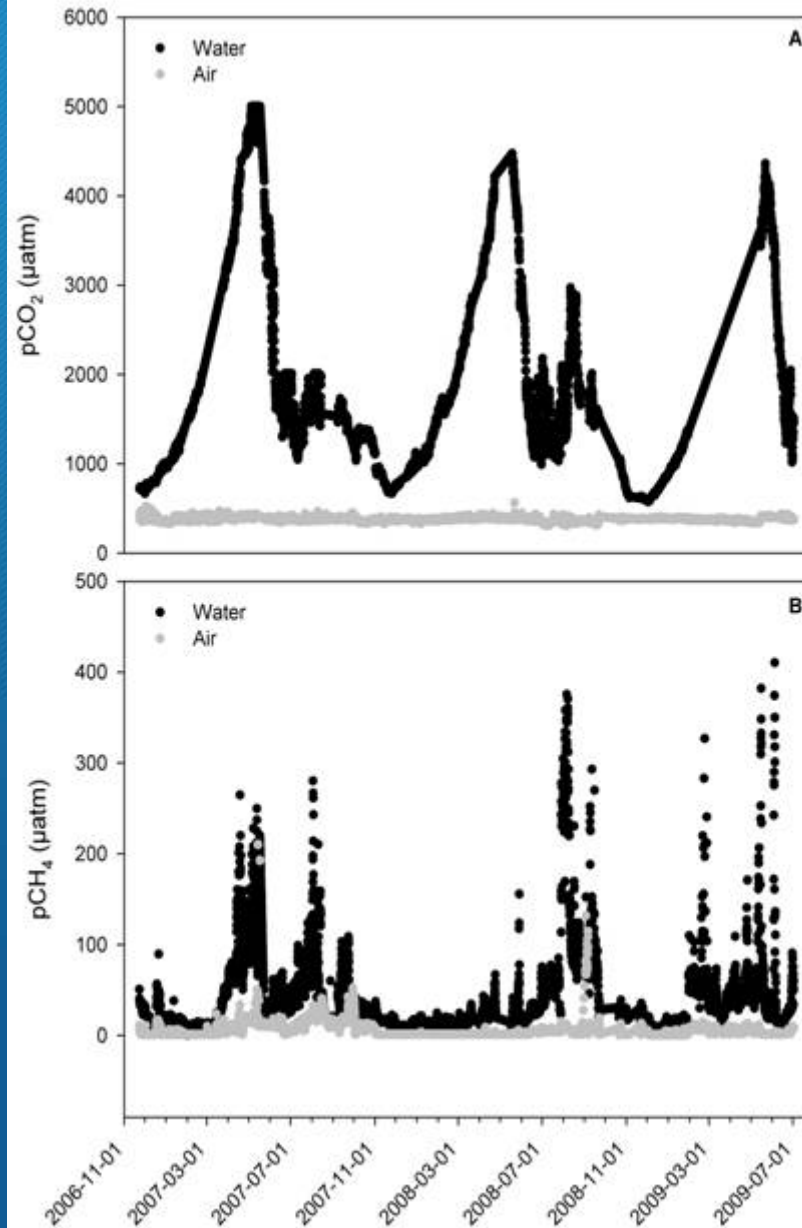 6000
A
Water
Air
5000
4000
pCO₂ (µatm)
3000
2000
1000
0
500
B
Water
Air
400
300
pCH₄ (µatm)
200
100
0
2006-11-01
2007-03-01
2007-07-01
2007-11-01
2008-03-01
2008-07-01
2008-11-01
2009-03-01
2009-07-01